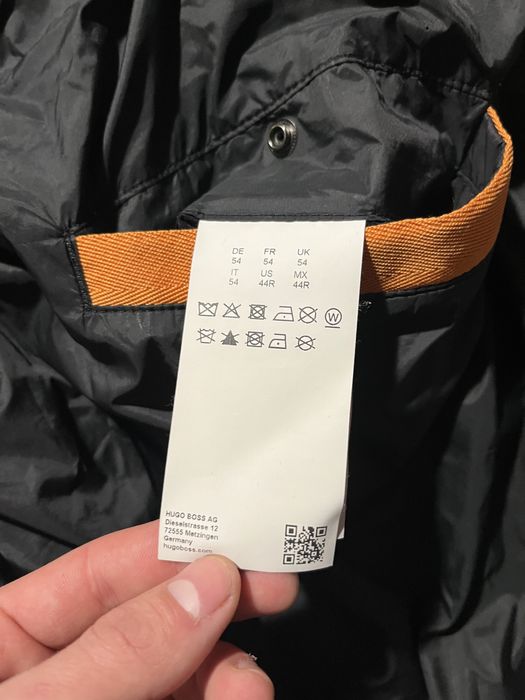 DE FR UK
54 54 54
IT US MX
54 44R 44R
W
HUGO BOSS AG
Dieselstrasse 12
72555 Metzingen
Germany
hugoboss.com